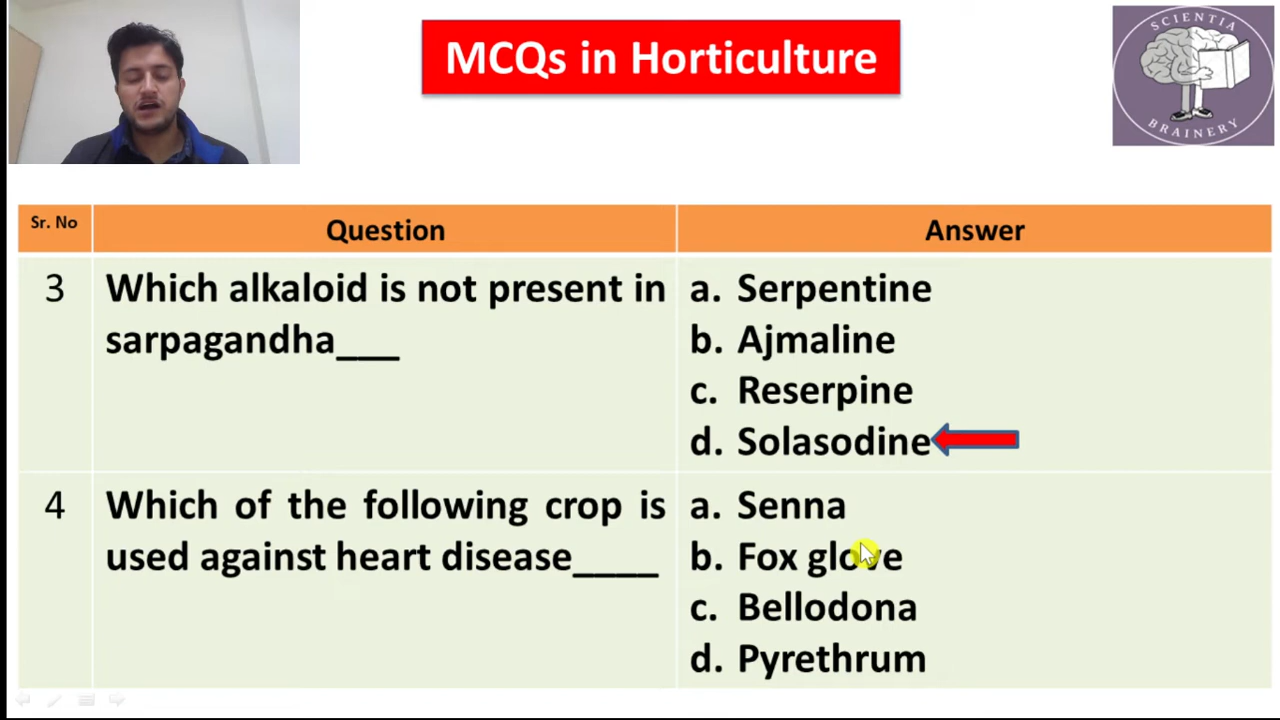 MCQs in Horticulture
SCIENTIA
BRAINERY
Sr. No Question Answer
3 Which alkaloid is not present in
sarpagandha___
a. Serpentine
b. Ajmaline
c. Reserpine
d. Solasodine
4 Which of the following crop is
used against heart disease____
a. Senna
b. Fox glove
c. Bellodona
d. Pyrethrum